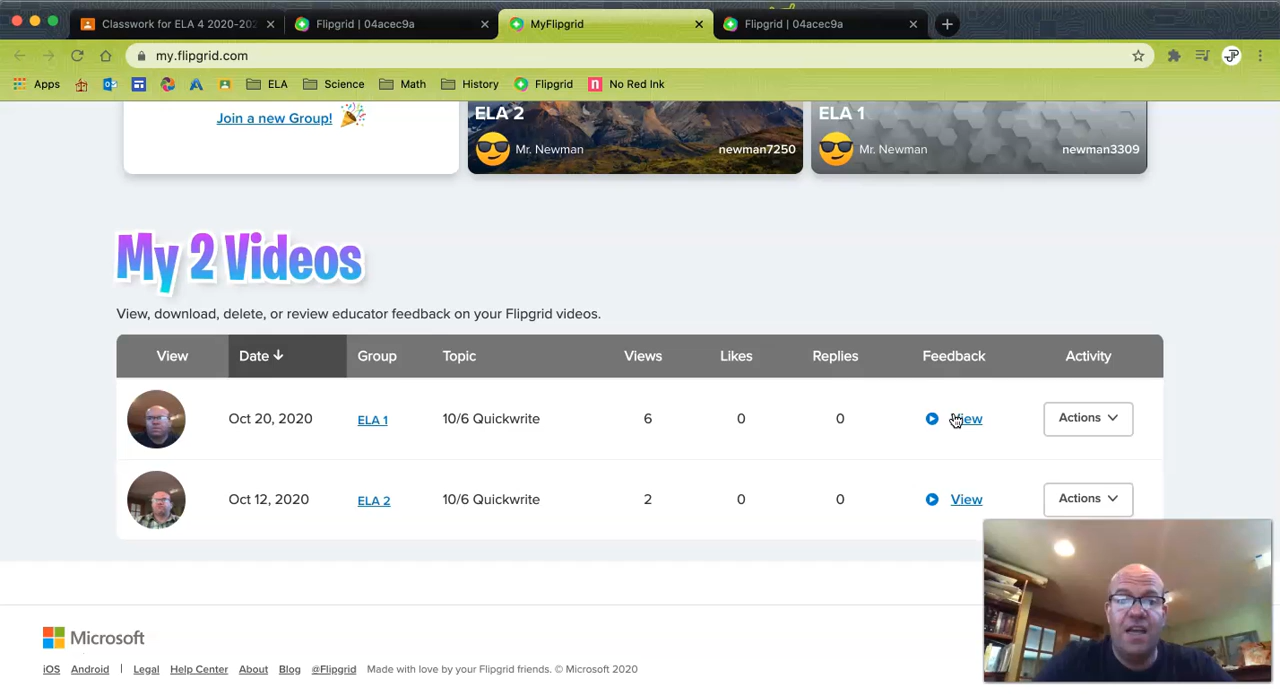 Classwork for ELA 4 2020-202
Flipgrid | 04acec9a
MyFlipgrid
Flipgrid | 04acec9a
my.flipgrid.com
JP
Apps
ELA
Science
Math
History
Flipgrid
No Red Ink
Join a new Group!
ELA 2
Mr. Newman
newman7250
ELA 1
Mr. Newman
newman3309
My 2 Videos
View, download, delete, or review educator feedback on your Flipgrid videos.
View Date Group Topic Views Likes Replies Feedback Activity
Oct 20, 2020 ELA 1 10/6 Quickwrite 6 0 0 View Actions
Oct 12, 2020 ELA 2 10/6 Quickwrite 2 0 0 View Actions
Microsoft
iOS Android | Legal Help Center About Blog @Flipgrid Made with love by your Flipgrid friends. © Microsoft 2020